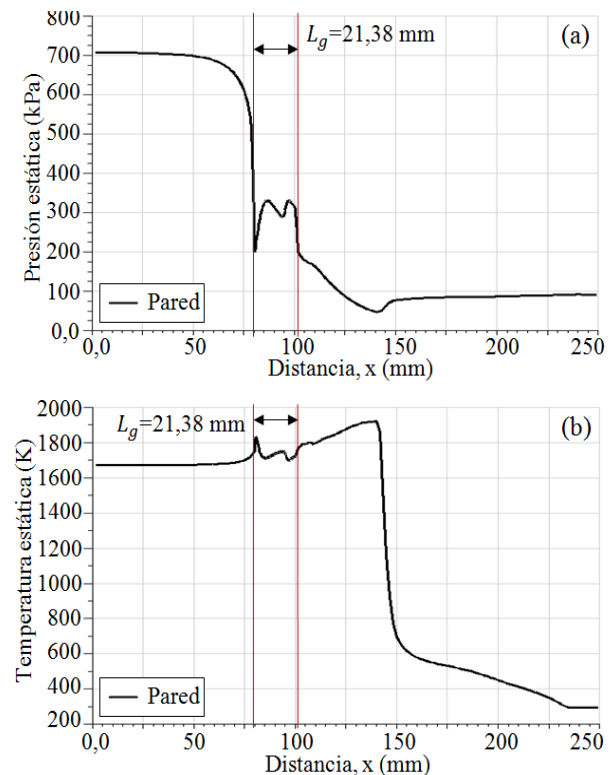 800
700
600
500
400
300
200
100
0,0
Presión estática (kPa)
L_g=21,38 mm
(a)
Pared
0,0 50 100 150 200 250
Distancia, x (mm)
2000
1800
1600
1400
1200
1000
800
600
400
200
Temperatura estática (K)
L_g=21,38 mm
(b)
Pared
0,0 50 100 150 200 250
Distancia, x (mm)